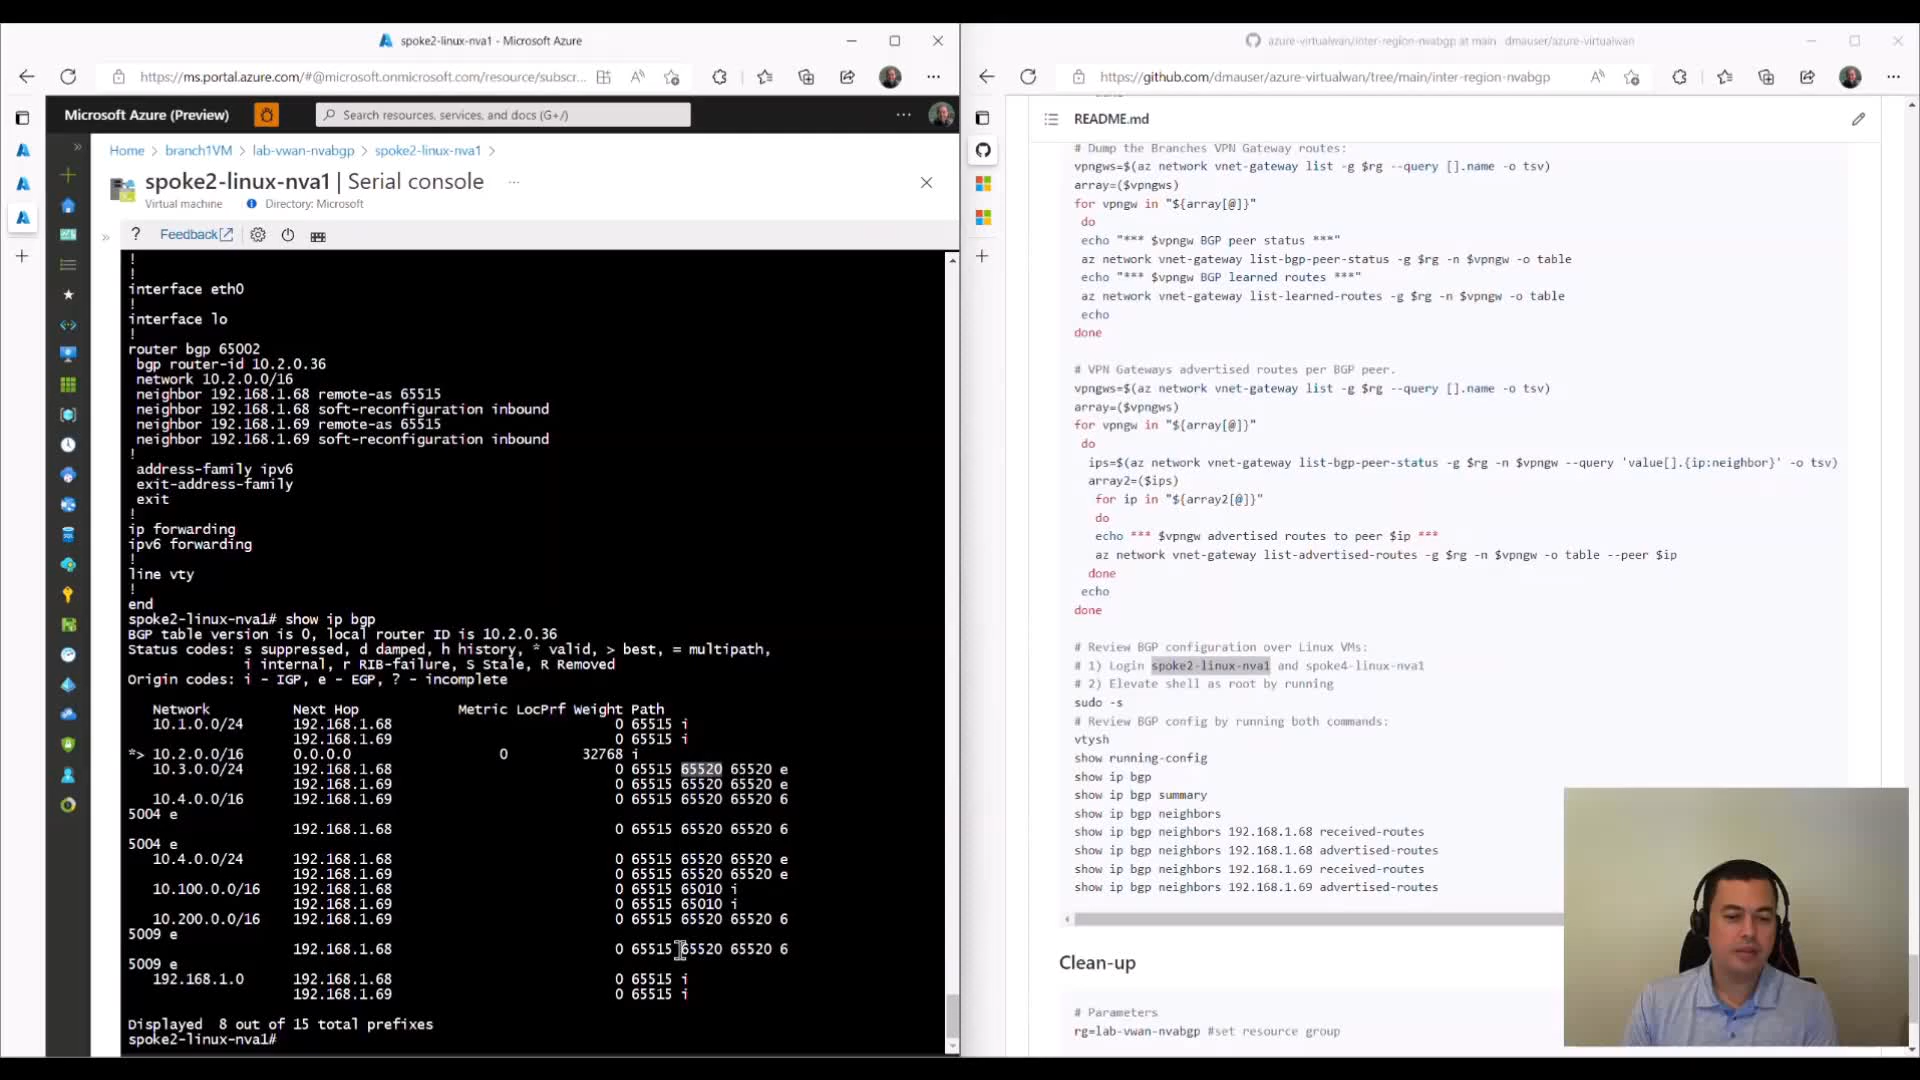 spoke2-linux-nva1 - Microsoft Azure
https://ms.portal.azure.com/#@microsoft.onmicrosoft.com/resource/subscr...
Microsoft Azure (Preview)
Search resources, services, and docs (G+/)
Home > branch1VM > lab-vwan-nvabgp > spoke2-linux-nva1 >
spoke2-linux-nva1 | Serial console
Virtual machine
Directory: Microsoft
? Feedback
!
!
interface eth0
!
interface lo
!
router bgp 65002
bgp router-id 10.2.0.36
network 10.2.0.0/16
neighbor 192.168.1.68 remote-as 65515
neighbor 192.168.1.68 soft-reconfiguration inbound
neighbor 192.168.1.69 remote-as 65515
neighbor 192.168.1.69 soft-reconfiguration inbound
!
address-family ipv6
exit-address-family
exit
!
ip forwarding
ipv6 forwarding
!
line vty
!
end
spoke2-linux-nva1# show ip bgp
BGP table version is 0, local router ID is 10.2.0.36
Status codes: s suppressed, d damped, h history, * valid, > best, = multipath,
i internal, r RIB-failure, S Stale, R Removed
Origin codes: i - IGP, e - EGP, ? - incomplete
Network Next Hop Metric LocPrf Weight Path
10.1.0.0/24 192.168.1.68 0 65515 i
192.168.1.69 0 65515 i
*> 10.2.0.0/16 0.0.0.0 0 32768 i
10.3.0.0/24 192.168.1.68 0 65515 65520 65520 e
192.168.1.69 0 65515 65520 65520 e
10.4.0.0/16 192.168.1.69 0 65515 65520 65520 6
5004 e
192.168.1.68 0 65515 65520 65520 6
5004 e
10.4.0.0/24 192.168.1.68 0 65515 65520 65520 e
192.168.1.69 0 65515 65520 65520 e
10.100.0.0/16 192.168.1.68 0 65515 65010 i
192.168.1.69 0 65515 65010 i
10.200.0.0/16 192.168.1.69 0 65515 65520 65520 6
5009 e
192.168.1.68 0 65515 65520 65520 6
5009 e
192.168.1.0 192.168.1.68 0 65515 i
192.168.1.69 0 65515 i
Displayed 8 out of 15 total prefixes
spoke2-linux-nva1#
azure-virtualwan/inter-region-nvabgp at main · dmauser/azure-virtualwan
https://github.com/dmauser/azure-virtualwan/tree/main/inter-region-nvabgp
README.md
# Dump the Branches VPN Gateway routes:
vpngws=$(az network vnet-gateway list -g $rg --query [].name -o tsv)
array=($vpngws)
for vpngw in "${array[@]}"
do
echo "*** $vpngw BGP peer status ***"
az network vnet-gateway list-bgp-peer-status -g $rg -n $vpngw -o table
echo "*** $vpngw BGP learned routes ***"
az network vnet-gateway list-learned-routes -g $rg -n $vpngw -o table
echo
done
# VPN Gateways advertised routes per BGP peer.
vpngws=$(az network vnet-gateway list -g $rg --query [].name -o tsv)
array=($vpngws)
for vpngw in "${array[@]}"
do
ips=$(az network vnet-gateway list-bgp-peer-status -g $rg -n $vpngw --query 'value[].{ip:neighbor}' -o tsv)
array2=($ips)
for ip in "${array2[@]}"
do
echo *** $vpngw advertised routes to peer $ip ***
az network vnet-gateway list-advertised-routes -g $rg -n $vpngw -o table --peer $ip
done
echo
done
# Review BGP configuration over Linux VMs:
# 1) Login spoke2-linux-nva1 and spoke4-linux-nva1
# 2) Elevate shell as root by running
sudo -s
# Review BGP config by running both commands:
vtysh
show running-config
show ip bgp
show ip bgp summary
show ip bgp neighbors
show ip bgp neighbors 192.168.1.68 received-routes
show ip bgp neighbors 192.168.1.68 advertised-routes
show ip bgp neighbors 192.168.1.69 received-routes
show ip bgp neighbors 192.168.1.69 advertised-routes
Clean-up
# Parameters
rg=lab-vwan-nvabgp #set resource group